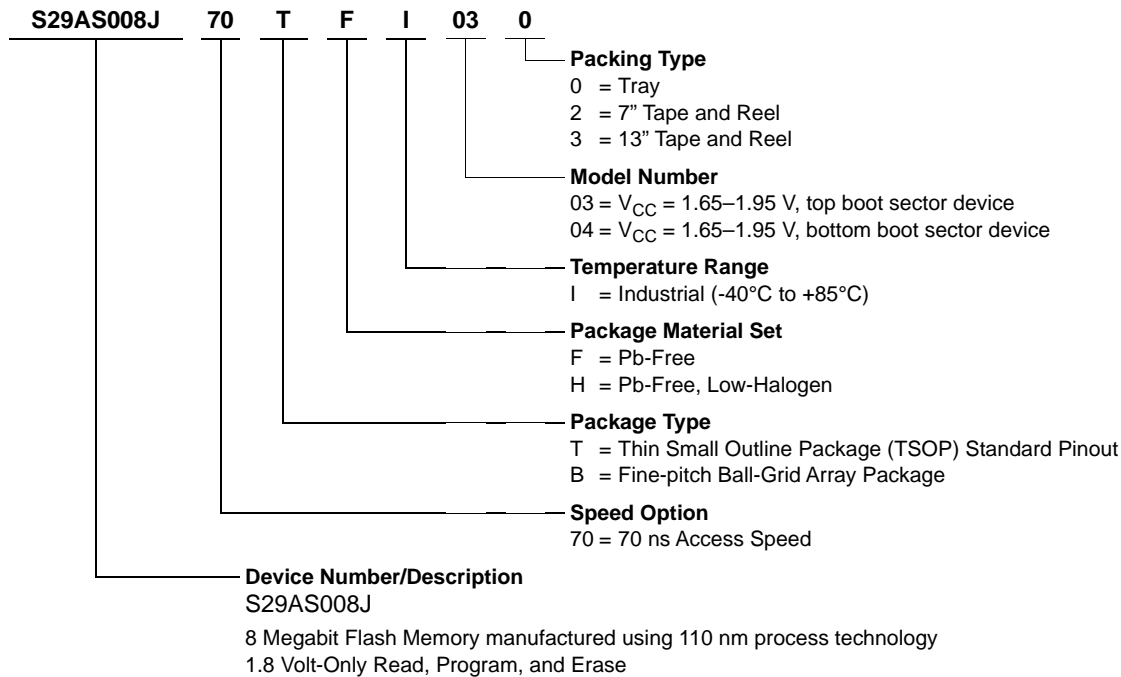 S29AS008J 70 T F I 03 0
Packing Type
0 = Tray
2 = 7” Tape and Reel
3 = 13” Tape and Reel
Model Number
03 = VCC = 1.65–1.95 V, top boot sector device
04 = VCC = 1.65–1.95 V, bottom boot sector device
Temperature Range
I = Industrial (-40°C to +85°C)
Package Material Set
F = Pb-Free
H = Pb-Free, Low-Halogen
Package Type
T = Thin Small Outline Package (TSOP) Standard Pinout
B = Fine-pitch Ball-Grid Array Package
Speed Option
70 = 70 ns Access Speed
Device Number/Description
S29AS008J
8 Megabit Flash Memory manufactured using 110 nm process technology
1.8 Volt-Only Read, Program, and Erase